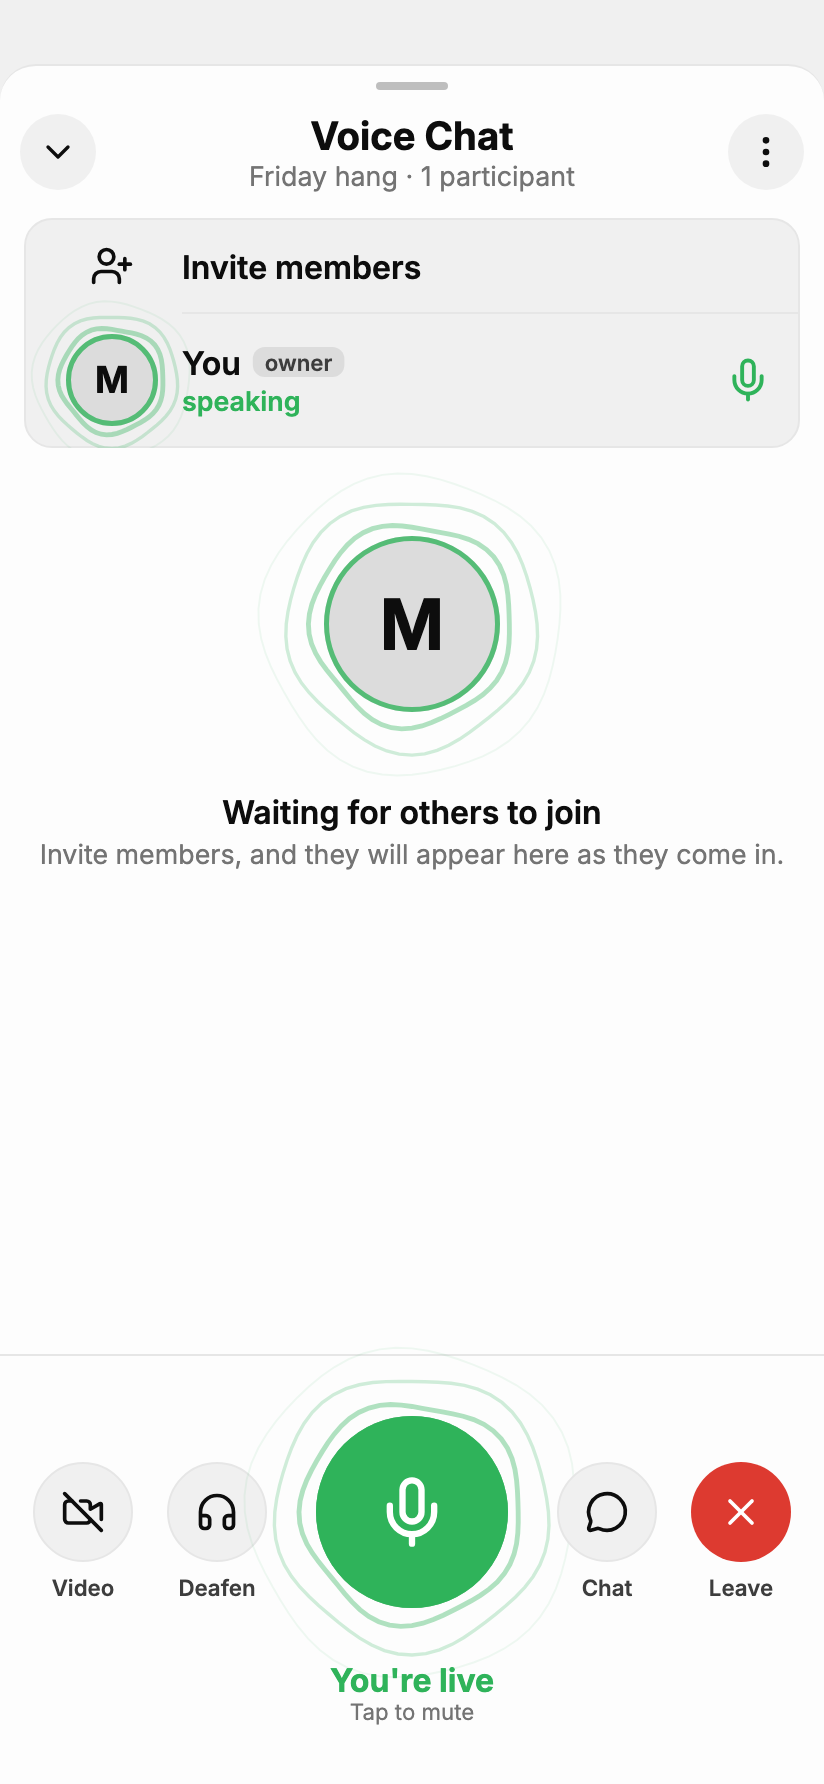 Voice Chat
Friday hang · 1 participant
Invite members
M
You owner
speaking
M
Waiting for others to join
Invite members, and they will appear here as they come in.
Video
Deafen
Chat
Leave
You're live
Tap to mute